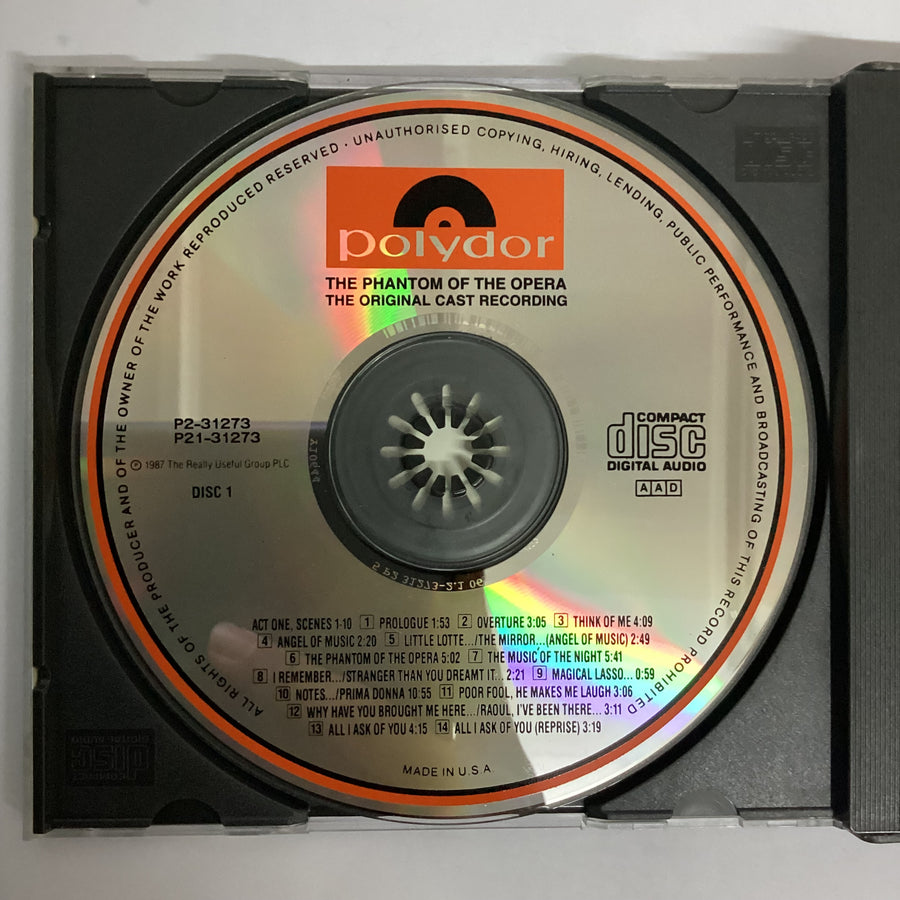 ALL RIGHTS OF THE PRODUCER AND OF THE OWNER OF THE WORK REPRODUCED RESERVED · UNAUTHORISED COPYING, HIRING, LENDING, PUBLIC PERFORMANCE AND BROADCASTING OF THIS RECORD PROHIBITED
polydor
THE PHANTOM OF THE OPERA
THE ORIGINAL CAST RECORDING
P2-31273
P21-31273
℗ 1987 The Really Useful Group PLC
DISC 1
COMPACT
disc
DIGITAL AUDIO
AAD
ACT ONE, SCENES 1-10 1 PROLOGUE 1:53 2 OVERTURE 3:05 3 THINK OF ME 4:09
4 ANGEL OF MUSIC 2:20 5 LITTLE LOTTE.../THE MIRROR...(ANGEL OF MUSIC) 2:49
6 THE PHANTOM OF THE OPERA 5:02 7 THE MUSIC OF THE NIGHT 5:41
8 I REMEMBER.../STRANGER THAN YOU DREAMT IT... 2:21 9 MAGICAL LASSO... 0:59
10 NOTES.../PRIMA DONNA 10:55 11 POOR FOOL, HE MAKES ME LAUGH 3:06
12 WHY HAVE YOU BROUGHT ME HERE.../RAOUL, I'VE BEEN THERE... 3:11
13 ALL I ASK OF YOU 4:15 14 ALL I ASK OF YOU (REPRISE) 3:19
MADE IN U.S.A
COMPACT
disc
DIGITAL AUDIO